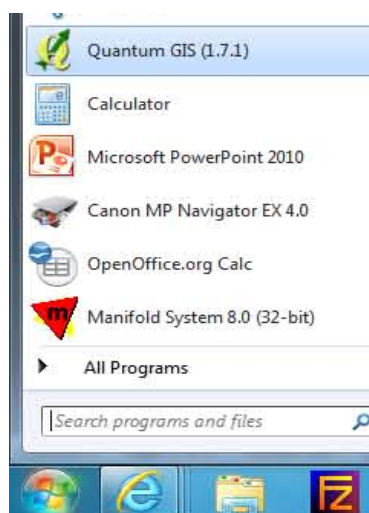 Quantum GIS (1.7.1)
Calculator
P
Microsoft PowerPoint 2010
Canon MP Navigator EX 4.0
OpenOffice.org Calc
m
Manifold System 8.0 (32-bit)
All Programs
Search programs and files
FZ